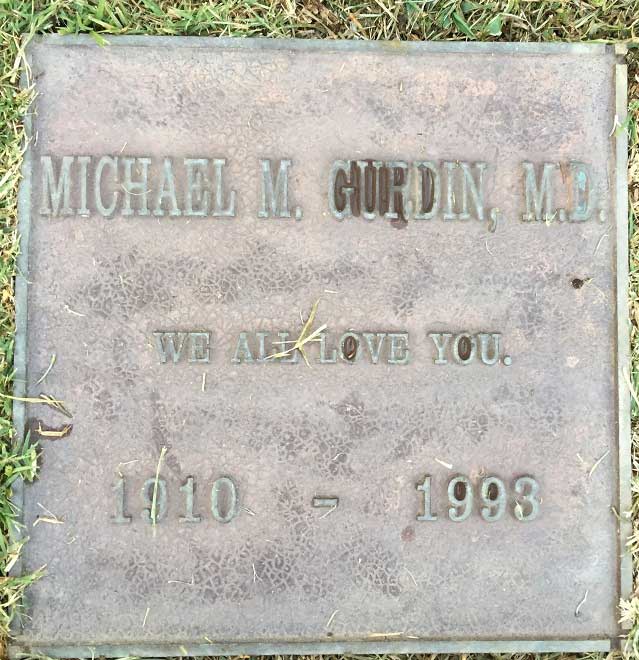 MICHAEL M. GURDIN, M.D.
WE ALL LOVE YOU.
1910 - 1993